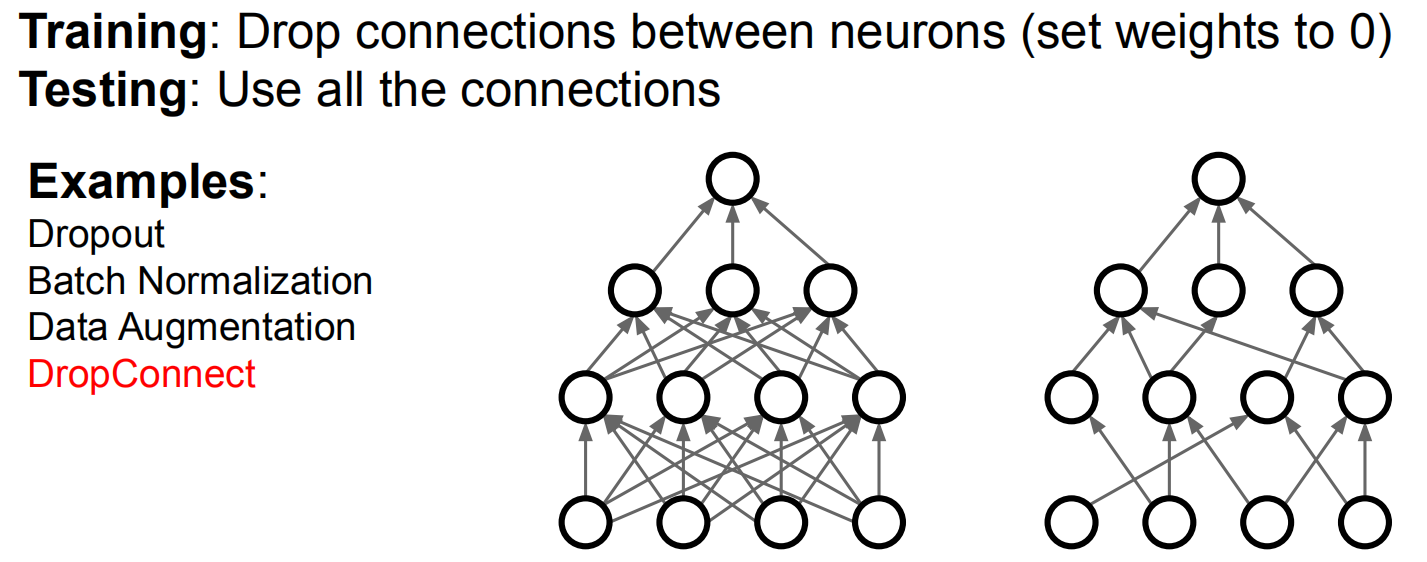 Training: Drop connections between neurons (set weights to 0)
Testing: Use all the connections
Examples:
Dropout
Batch Normalization
Data Augmentation
DropConnect